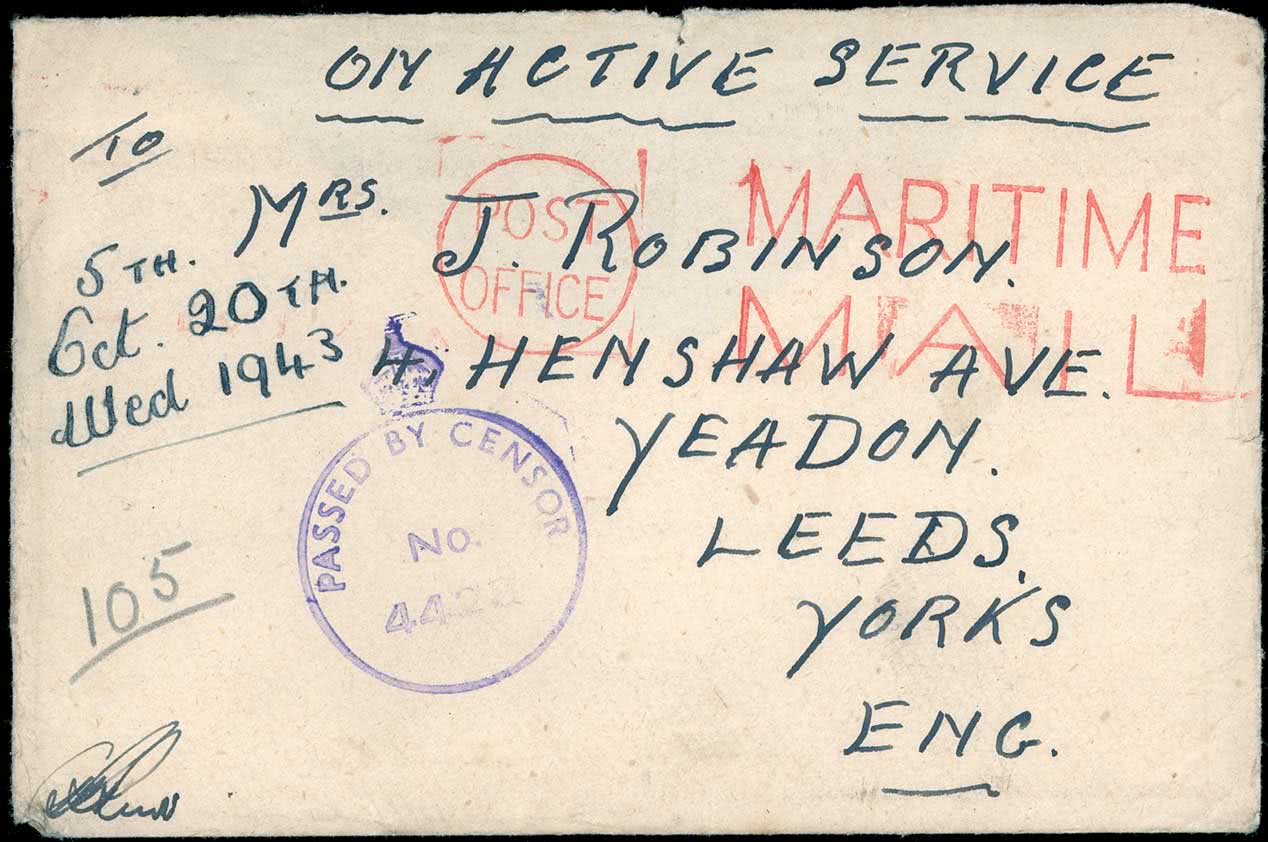 ON ACTIVE SERVICE
TO
MRS. J. ROBINSON.
4, HENSHAW AVE.
YEADON.
LEEDS,
YORKS
ENG.
5TH.
Oct. 20TH.
Wed 1943
POST
OFFICE
MARITIME
MAIL
PASSED BY CENSOR
No.
105